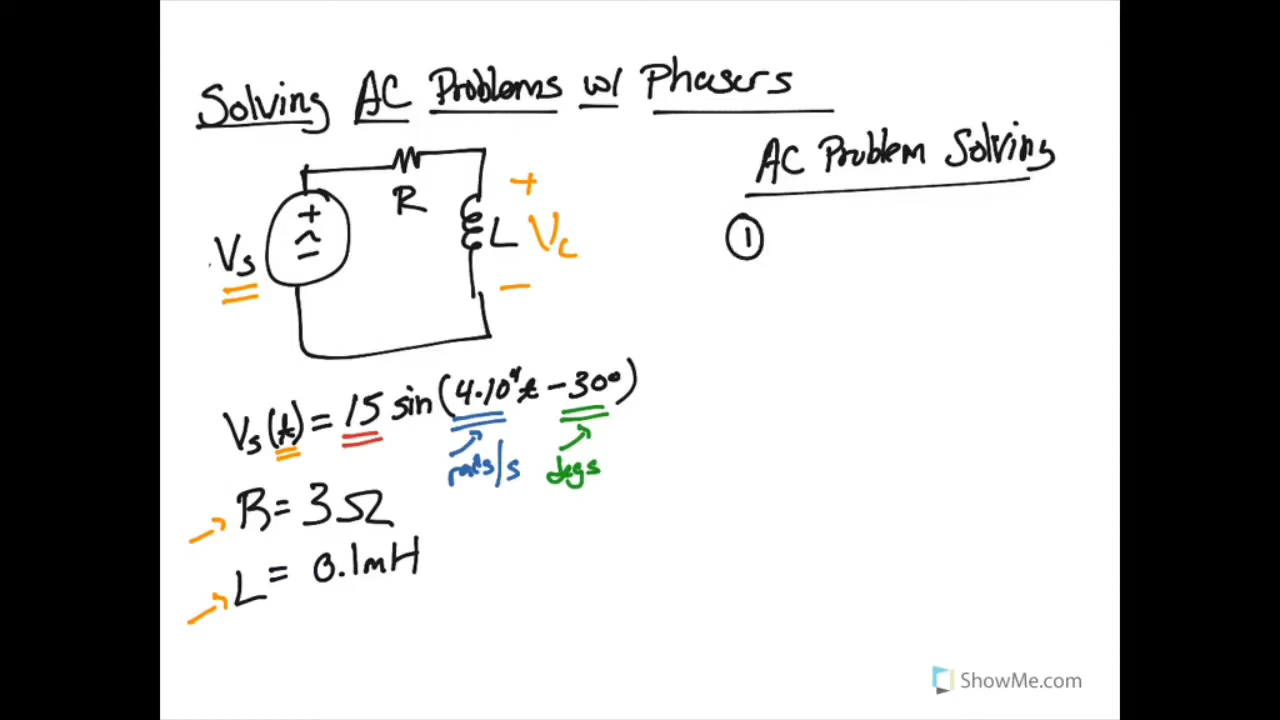 Solving AC Problems w/ Phasers
AC Problem Solving
①
R
+
~
–
Vs
L
+
Vc
–
Vs(t) = 15 sin(4·10⁴t – 30°)
rads/s
degs
R = 3Ω
L = 0.1mH
ShowMe.com